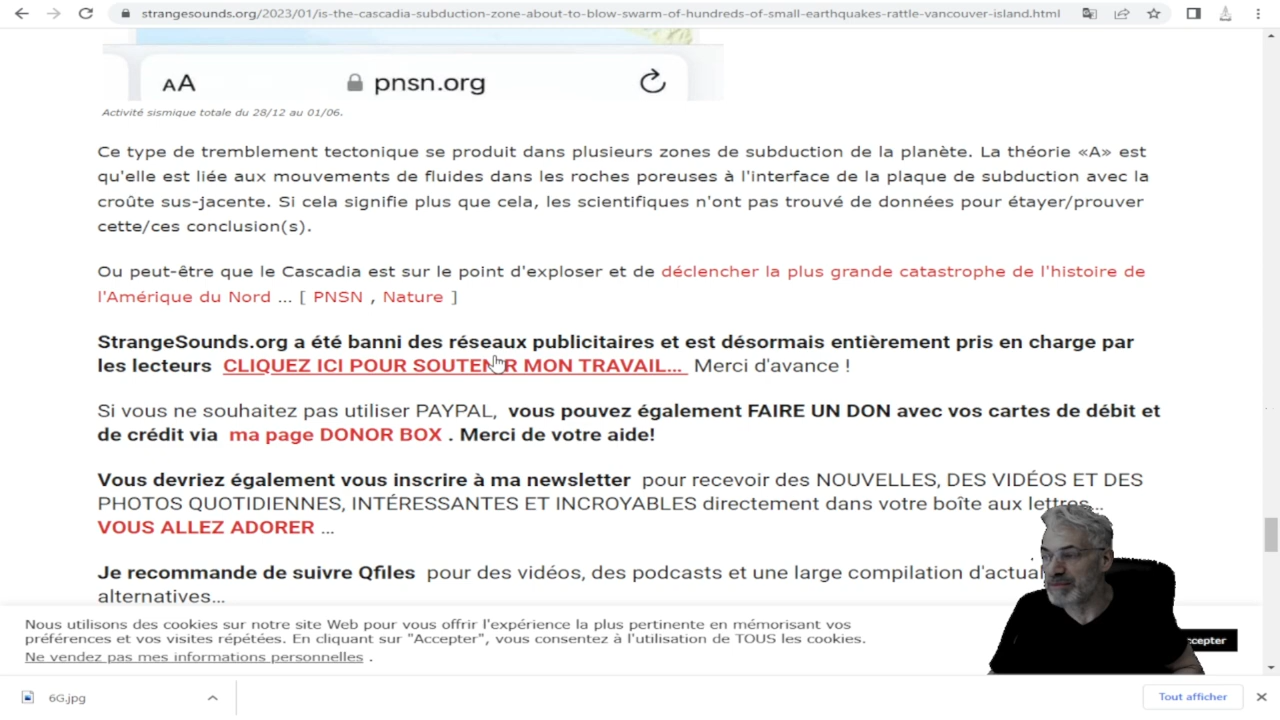 strangesounds.org/2023/01/is-the-cascadia-subduction-zone-about-to-blow-swarm-of-hundreds-of-small-earthquakes-rattle-vancouver-island.html
AA pnsn.org
Activité sismique totale du 28/12 au 01/06.
Ce type de tremblement tectonique se produit dans plusieurs zones de subduction de la planète. La théorie «A» est
qu'elle est liée aux mouvements de fluides dans les roches poreuses à l'interface de la plaque de subduction avec la
croûte sus-jacente. Si cela signifie plus que cela, les scientifiques n'ont pas trouvé de données pour étayer/prouver
cette/ces conclusion(s).
Ou peut-être que le Cascadia est sur le point d'exploser et de déclencher la plus grande catastrophe de l'histoire de
l'Amérique du Nord ... [ PNSN , Nature ]
StrangeSounds.org a été banni des réseaux publicitaires et est désormais entièrement pris en charge par
les lecteurs CLIQUEZ ICI POUR SOUTENIR MON TRAVAIL… Merci d'avance !
Si vous ne souhaitez pas utiliser PAYPAL, vous pouvez également FAIRE UN DON avec vos cartes de débit et
de crédit via ma page DONOR BOX . Merci de votre aide!
Vous devriez également vous inscrire à ma newsletter pour recevoir des NOUVELLES, DES VIDÉOS ET DES
PHOTOS QUOTIDIENNES, INTÉRESSANTES ET INCROYABLES directement dans votre boîte aux lettres…
VOUS ALLEZ ADORER …
Je recommande de suivre Qfiles pour des vidéos, des podcasts et une large compilation
alternatives…
Nous utilisons des cookies sur notre site Web pour vous offrir l'expérience la plus pertinente en mémorisant vos
préférences et vos visites répétées. En cliquant sur "Accepter", vous consentez à l'utilisation de TOUS les cookies.
Ne vendez pas mes informations personnelles .
6G.jpg
Tout afficher